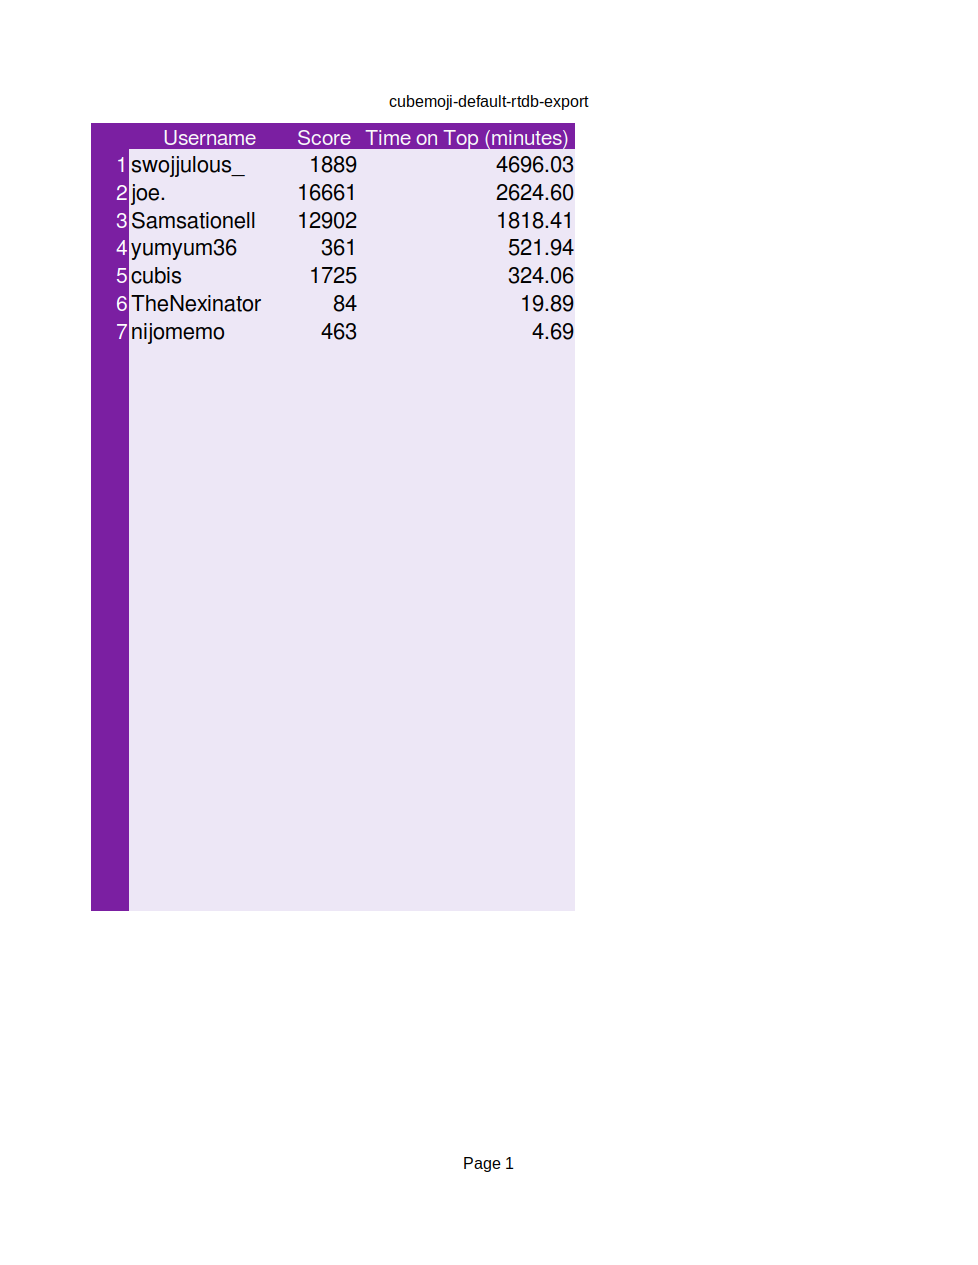 cubemoji-default-rtdb-export
Username Score Time on Top (minutes)
1 swojjulous_ 1889 4696.03
2 joe. 16661 2624.60
3 Samsationell 12902 1818.41
4 yumyum36 361 521.94
5 cubis 1725 324.06
6 TheNexinator 84 19.89
7 nijomemo 463 4.69
Page 1